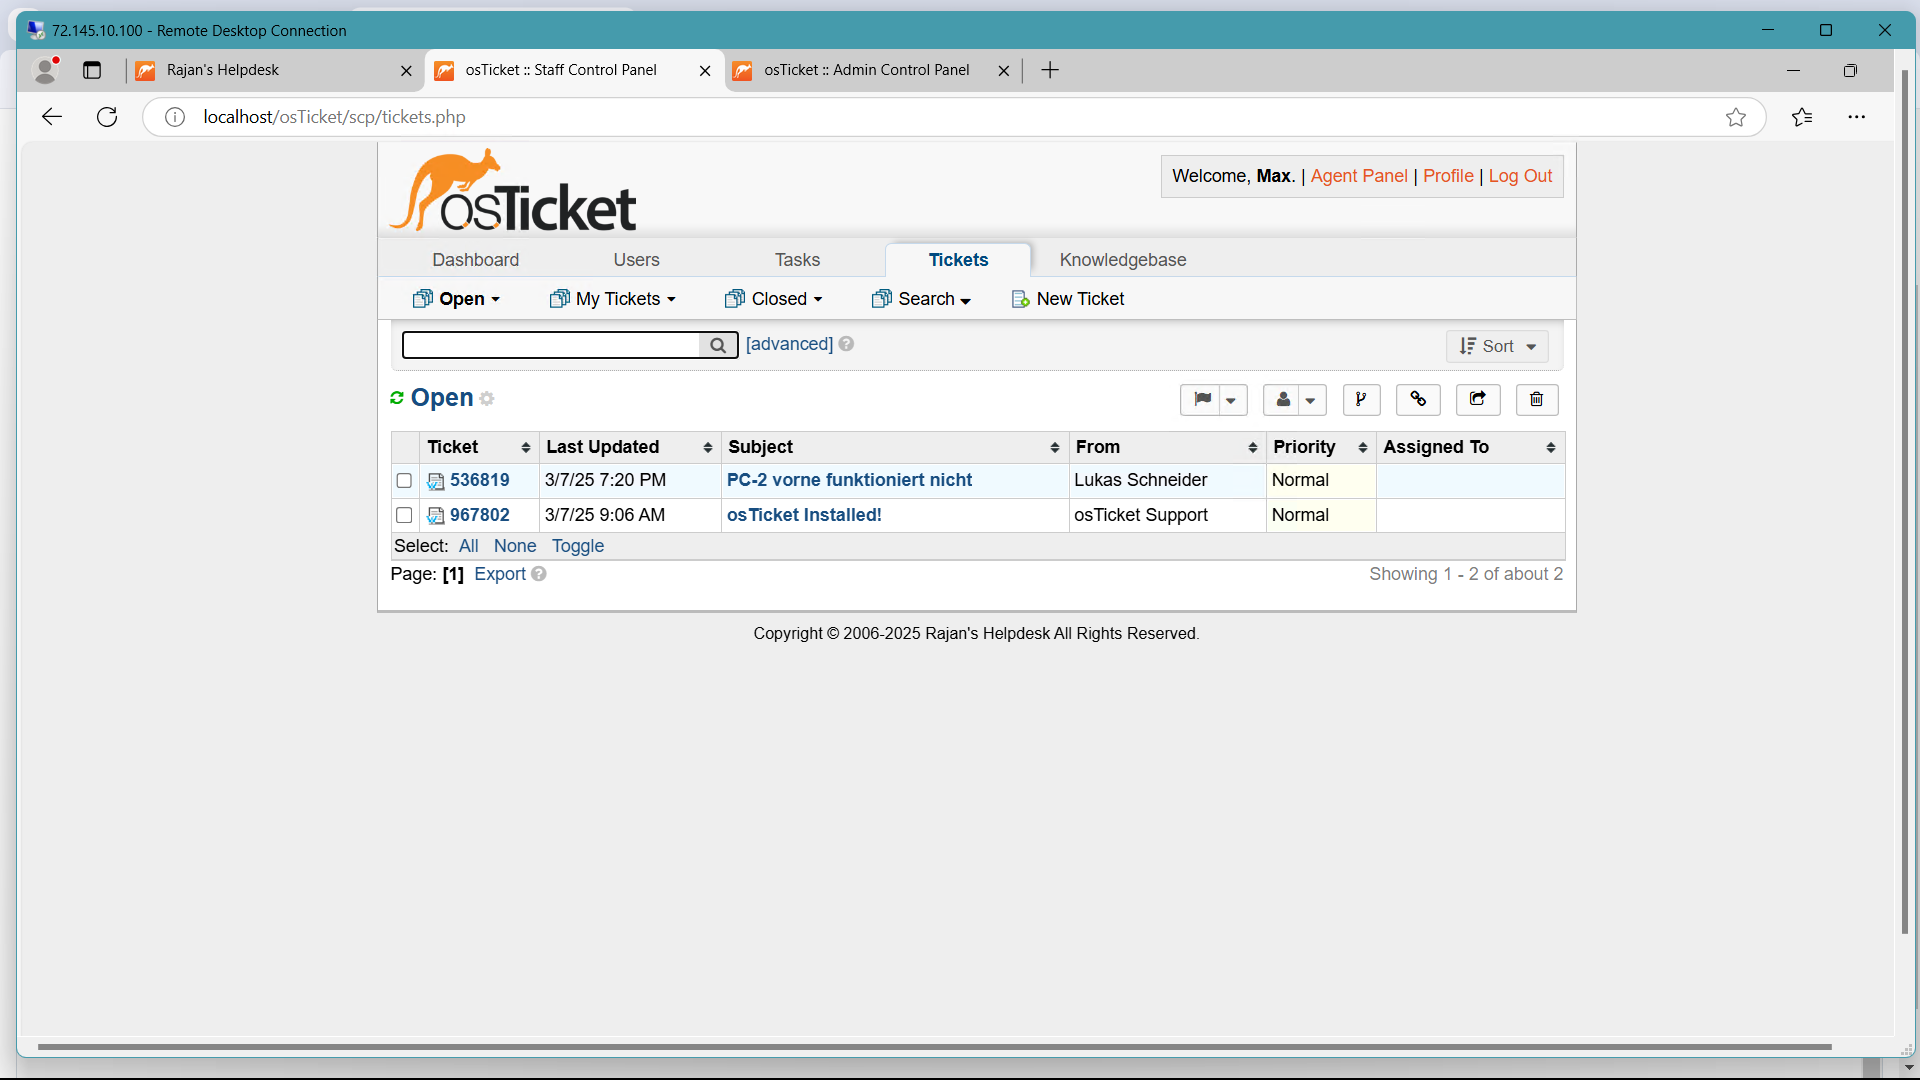 72.145.10.100 - Remote Desktop Connection
Rajan's Helpdesk
osTicket :: Staff Control Panel
osTicket :: Admin Control Panel
localhost/osTicket/scp/tickets.php
osTicket
Welcome, Max. | Agent Panel | Profile | Log Out
Dashboard Users Tasks Tickets Knowledgebase
Open My Tickets Closed Search New Ticket
[advanced] ?
Sort
Open
Ticket Last Updated Subject From Priority Assigned To
536819 3/7/25 7:20 PM PC-2 vorne funktioniert nicht Lukas Schneider Normal
967802 3/7/25 9:06 AM osTicket Installed! osTicket Support Normal
Select: All None Toggle
Page: [1] Export ? Showing 1 - 2 of about 2
Copyright © 2006-2025 Rajan's Helpdesk All Rights Reserved.